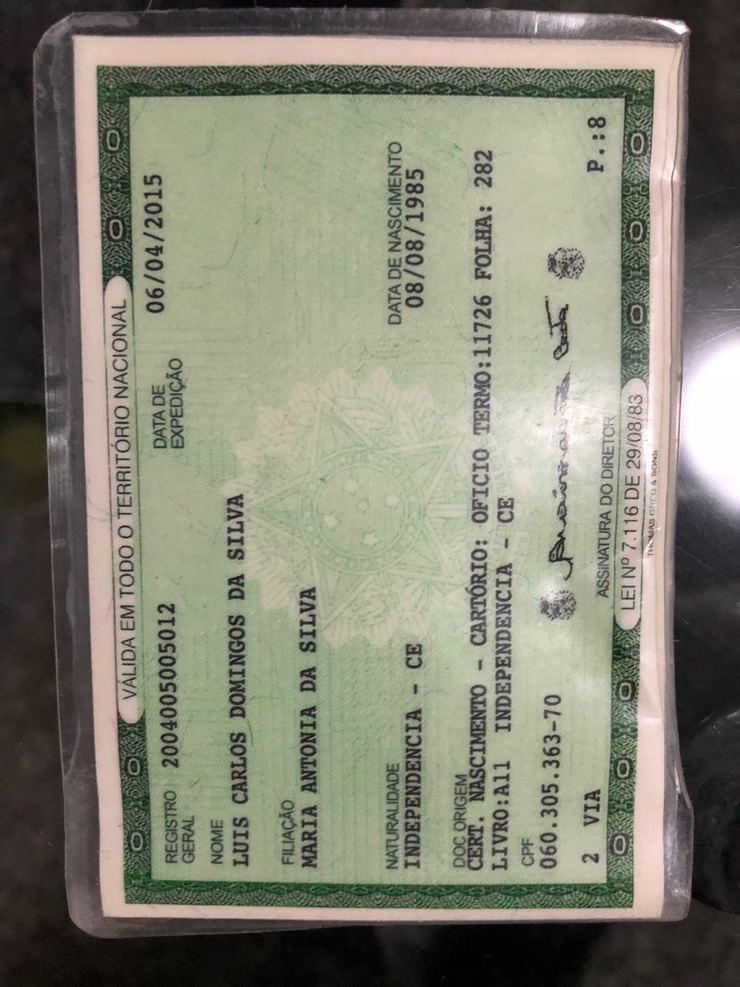 VÁLIDA EM TODO O TERRITÓRIO NACIONAL
REGISTRO GERAL 2004005005012 DATA DE EXPEDIÇÃO 06/04/2015
NOME
LUIS CARLOS DOMINGOS DA SILVA
FILIAÇÃO
MARIA ANTONIA DA SILVA
NATURALIDADE DATA DE NASCIMENTO
INDEPENDENCIA - CE 08/08/1985
DOC ORIGEM
CERT. NASCIMENTO - CARTÓRIO: OFICIO TERMO:11726 FOLHA: 282
LIVRO:A11 INDEPENDENCIA - CE
CPF
060.305.363-70
2 VIA P.:8
ASSINATURA DO DIRETOR
LEI Nº 7.116 DE 29/08/83
THOMAS GREG & SONS